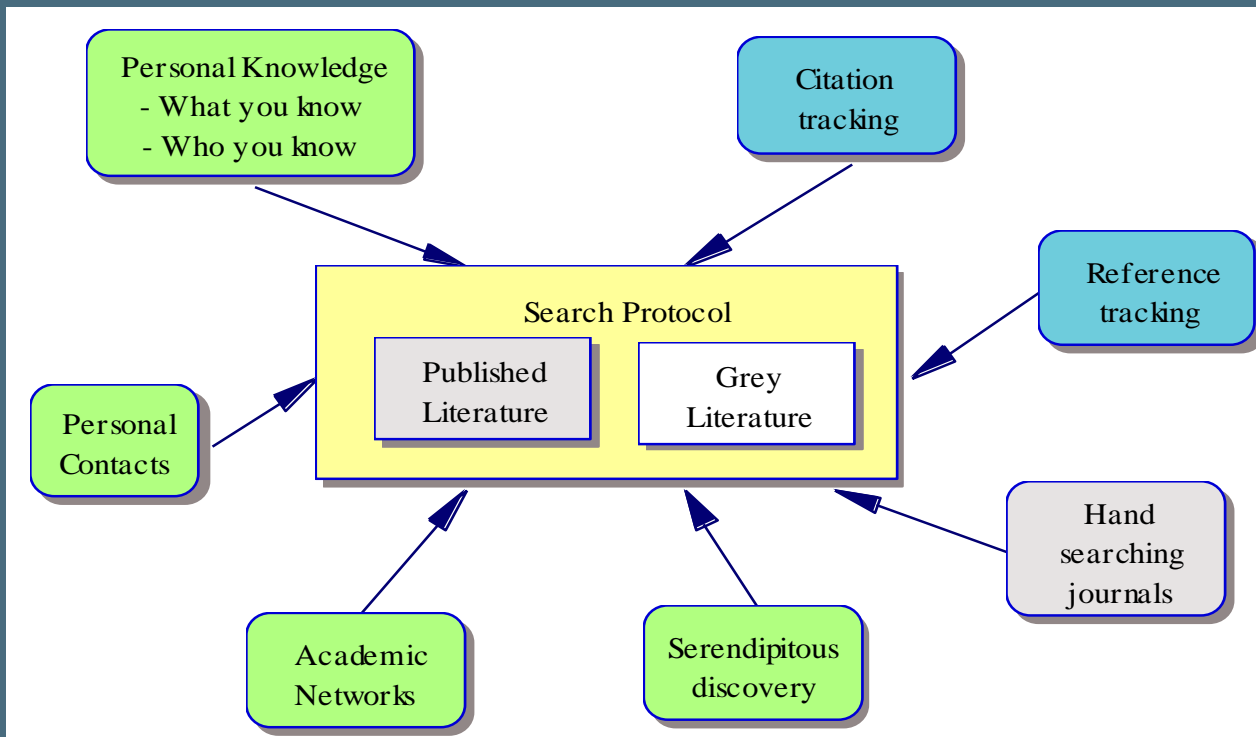 Personal Knowledge
- What you know
- Who you know
Citation
tracking
Reference
tracking
Search Protocol
Published
Literature
Grey
Literature
Personal
Contacts
Hand
searching
journals
Academic
Networks
Serendipitous
discovery